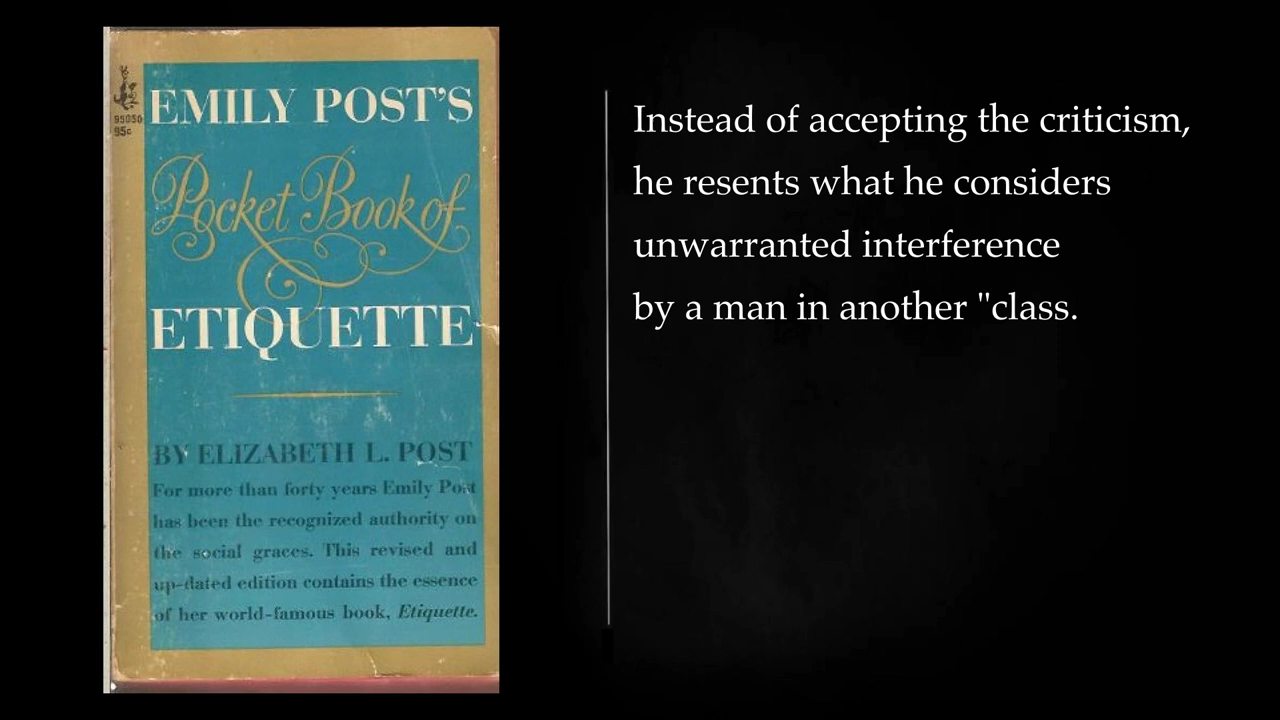 95050
95c
EMILY POST'S
Pocket Book of
ETIQUETTE
BY ELIZABETH L. POST
For more than forty years Emily Post
has been the recognized authority on
the social graces. This revised and
up-dated edition contains the essence
of her world-famous book, Etiquette.
Instead of accepting the criticism,
he resents what he considers
unwarranted interference
by a man in another "class.